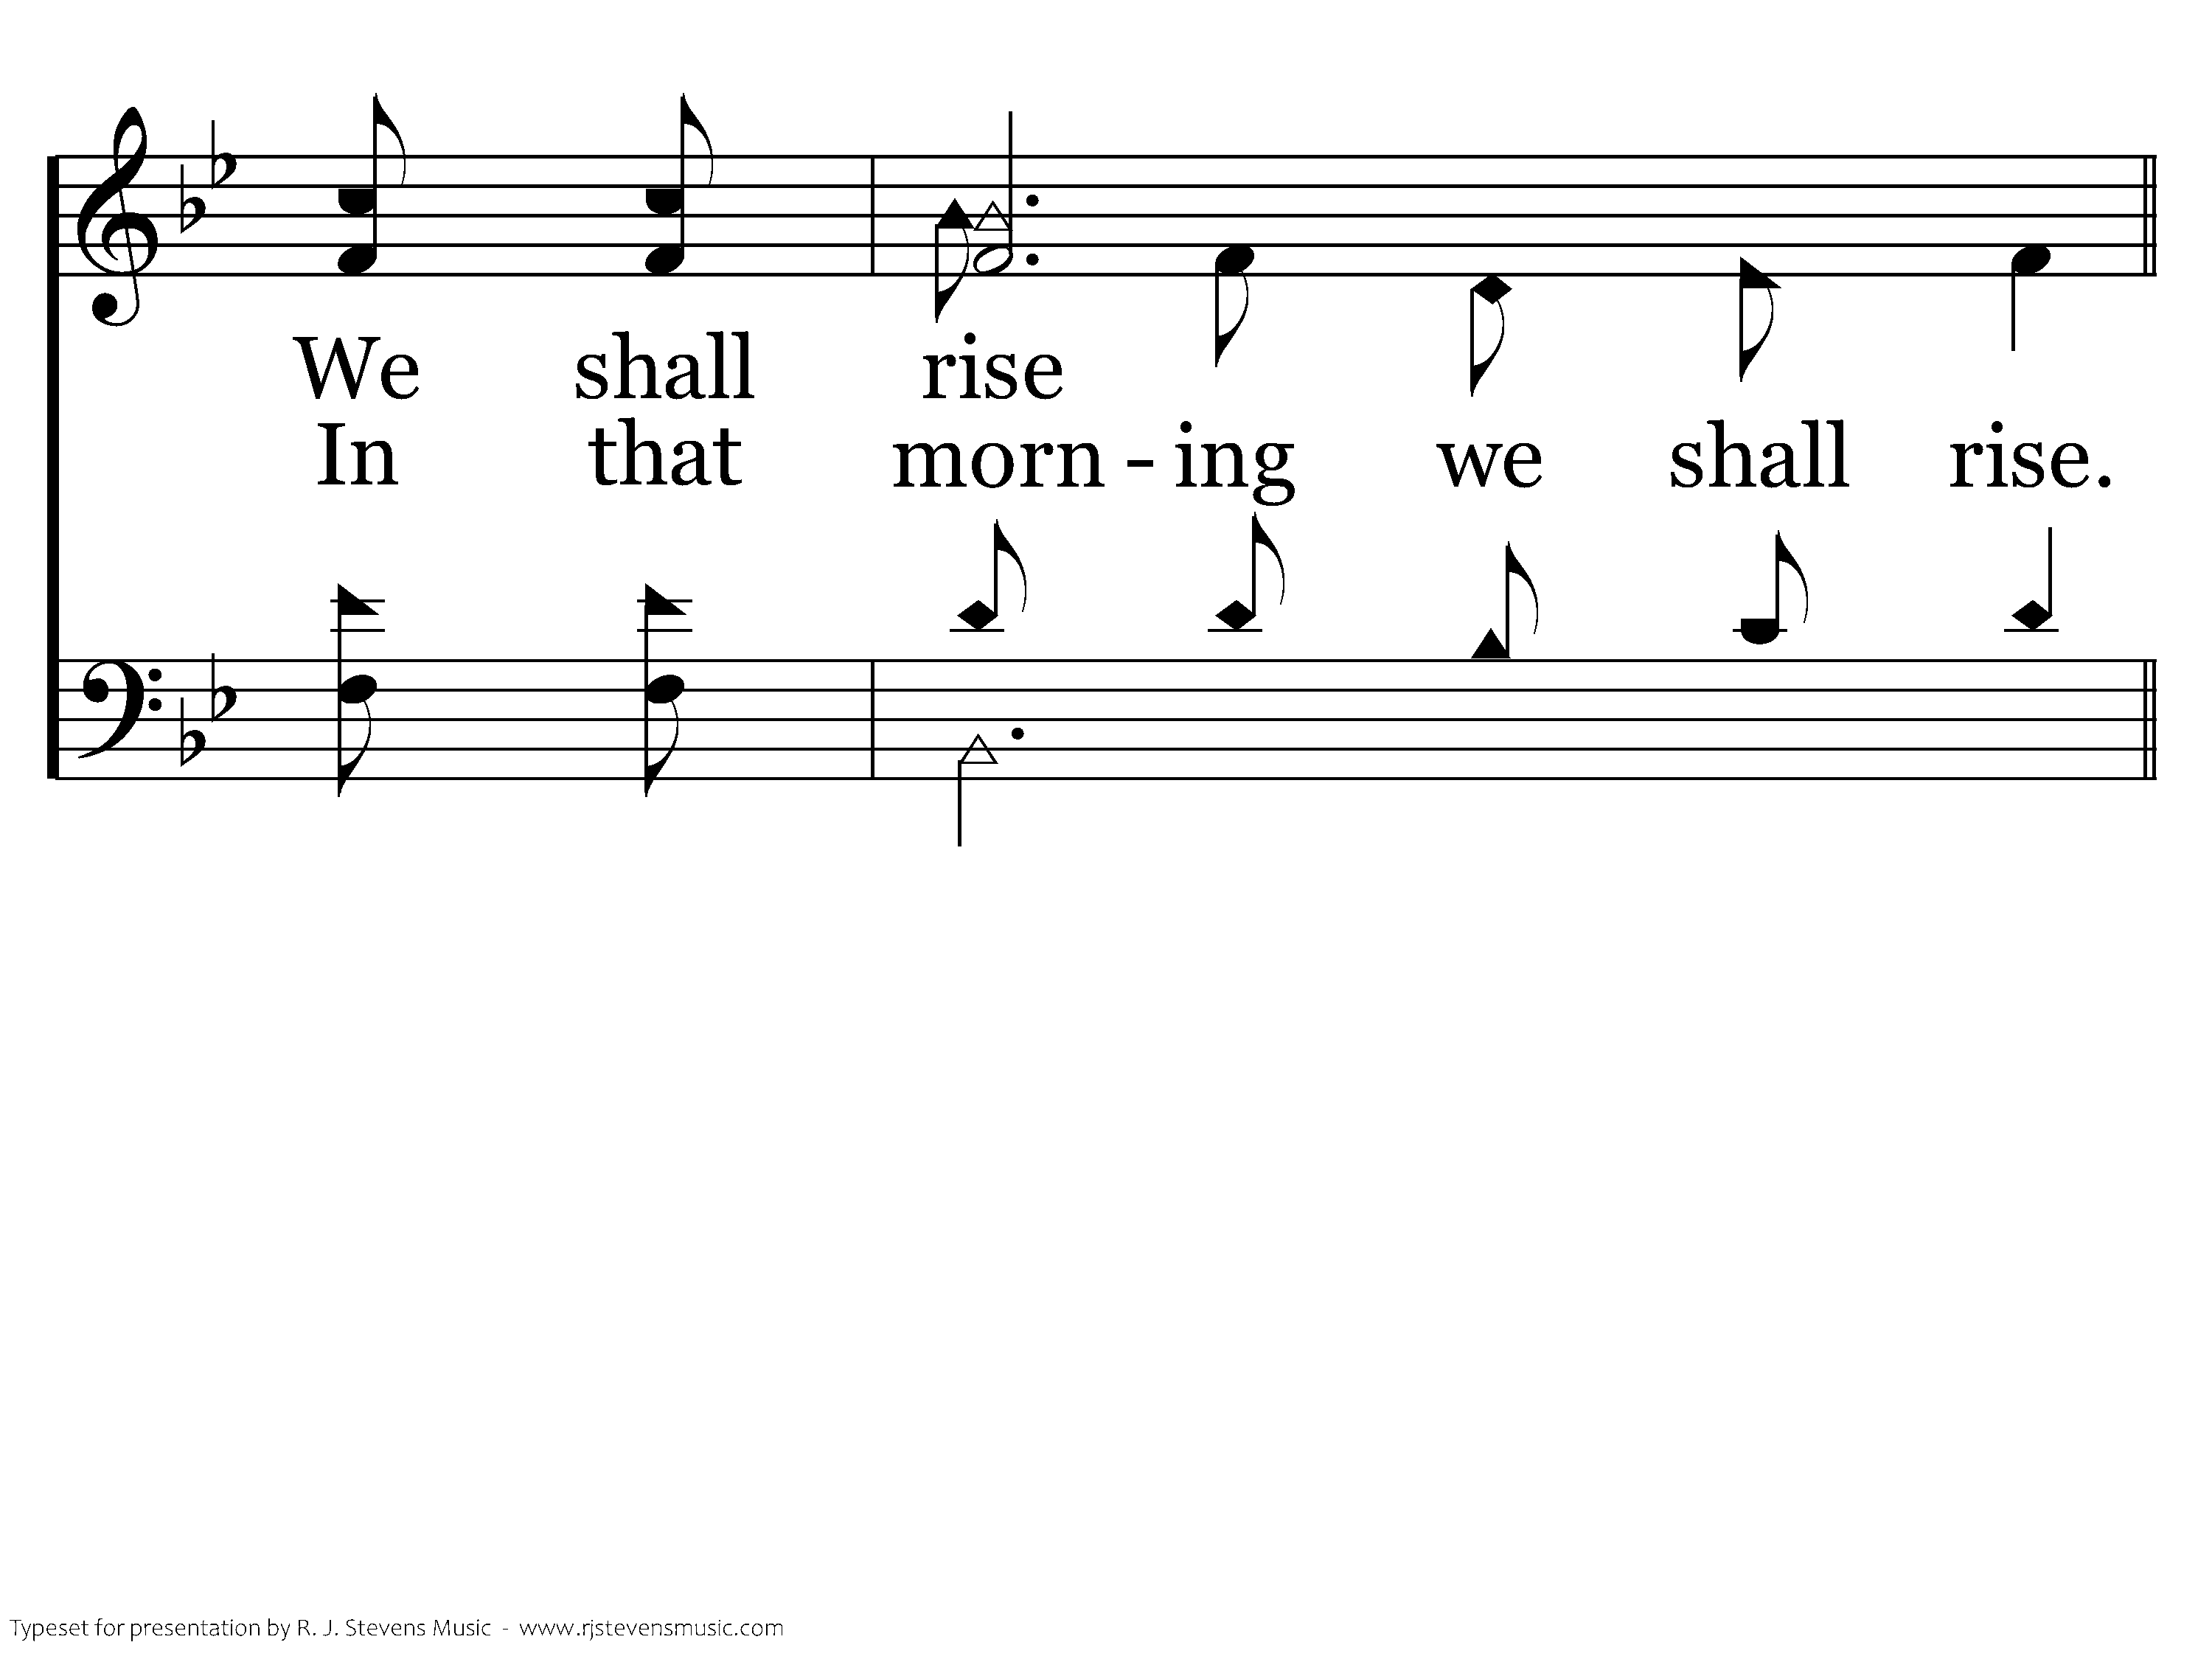 We shall rise
In that morn - ing we shall rise.
Typeset for presentation by R. J. Stevens Music - www.rjstevensmusic.com